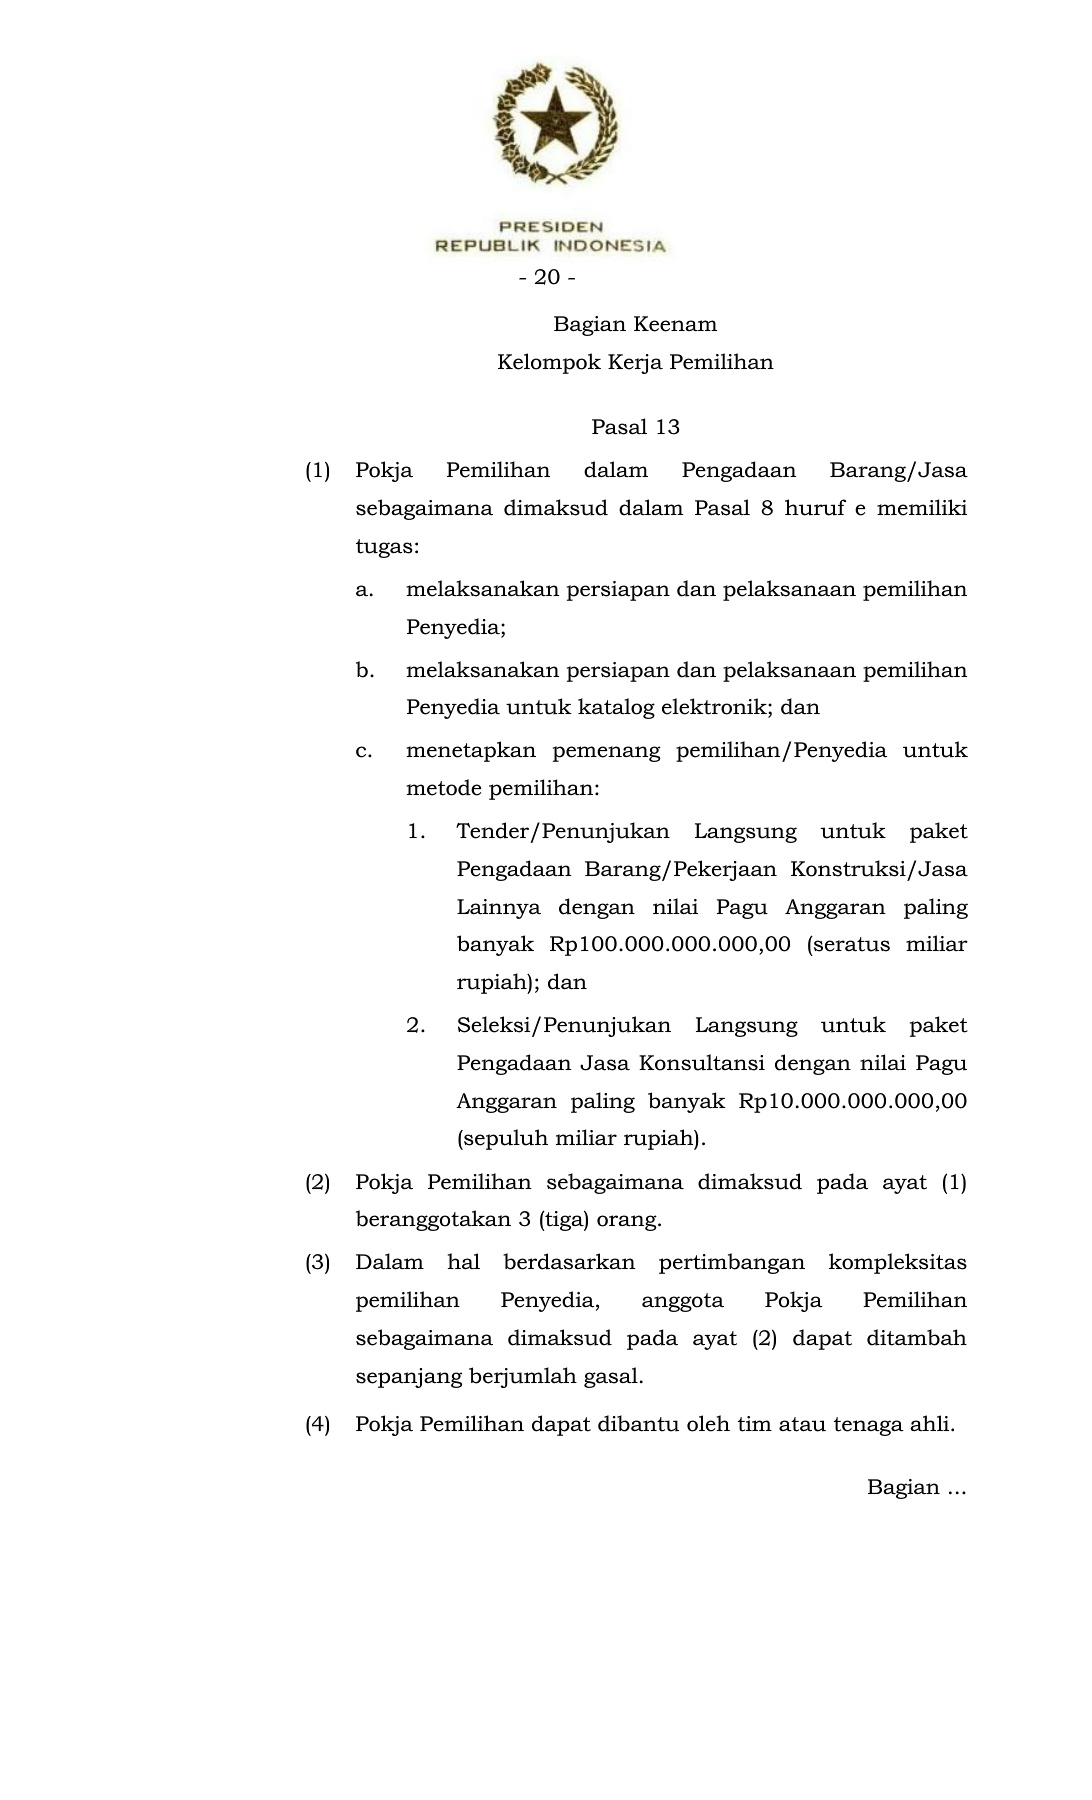 PRESIDEN
REPUBLIK INDONESIA
- 20 -
Bagian Keenam
Kelompok Kerja Pemilihan
Pasal 13
(1) Pokja Pemilihan dalam Pengadaan Barang/Jasa
sebagaimana dimaksud dalam Pasal 8 huruf e memiliki
tugas:
a. melaksanakan persiapan dan pelaksanaan pemilihan
Penyedia;
b. melaksanakan persiapan dan pelaksanaan pemilihan
Penyedia untuk katalog elektronik; dan
c. menetapkan pemenang pemilihan/Penyedia untuk
metode pemilihan:
1. Tender/Penunjukan Langsung untuk paket
Pengadaan Barang/Pekerjaan Konstruksi/Jasa
Lainnya dengan nilai Pagu Anggaran paling
banyak Rp100.000.000.000,00 (seratus miliar
rupiah); dan
2. Seleksi/Penunjukan Langsung untuk paket
Pengadaan Jasa Konsultansi dengan nilai Pagu
Anggaran paling banyak Rp10.000.000.000,00
(sepuluh miliar rupiah).
(2) Pokja Pemilihan sebagaimana dimaksud pada ayat (1)
beranggotakan 3 (tiga) orang.
(3) Dalam hal berdasarkan pertimbangan kompleksitas
pemilihan Penyedia, anggota Pokja Pemilihan
sebagaimana dimaksud pada ayat (2) dapat ditambah
sepanjang berjumlah gasal.
(4) Pokja Pemilihan dapat dibantu oleh tim atau tenaga ahli.
Bagian ...